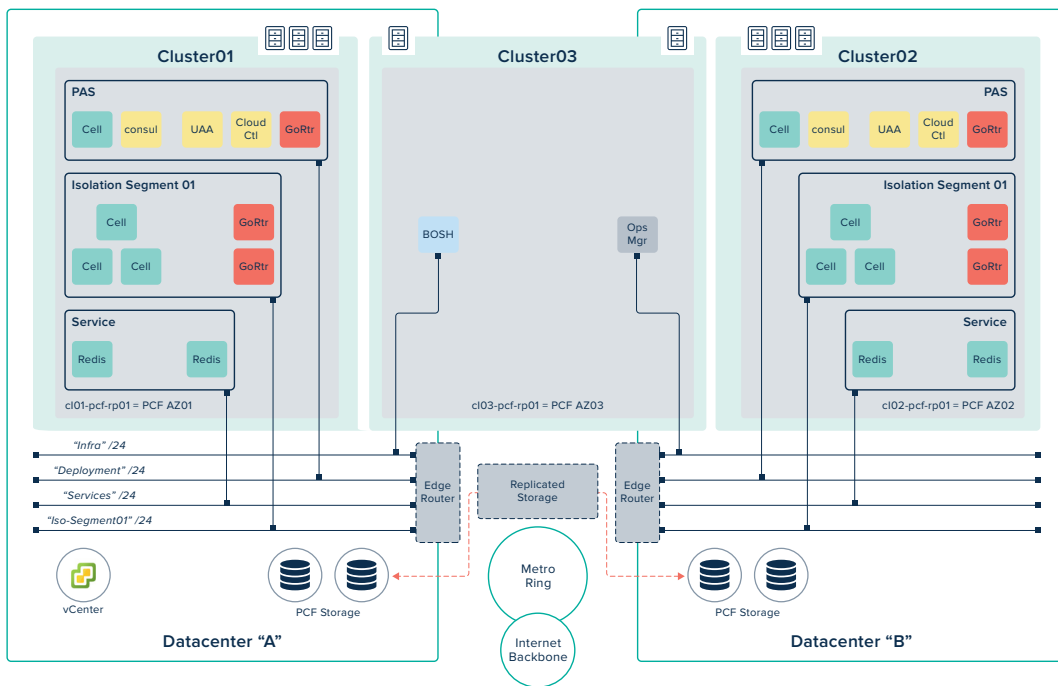 Cluster01
PAS
Cell
consul
UAA
Cloud
Ctl
GoRtr
Isolation Segment 01
Cell
GoRtr
Cell
Cell
GoRtr
Service
Redis
Redis
cl01-pcf-rp01 = PCF AZ01
Cluster03
BOSH
Ops
Mgr
cl03-pcf-rp01 = PCF AZ03
Cluster02
PAS
Cell
consul
UAA
Cloud
Ctl
GoRtr
Isolation Segment 01
Cell
GoRtr
Cell
Cell
GoRtr
Service
Redis
Redis
cl02-pcf-rp01 = PCF AZ02
“Infra” /24
“Deployment” /24
“Services” /24
“Iso-Segment01” /24
Edge
Router
Replicated
Storage
Edge
Router
vCenter
PCF Storage
Metro
Ring
PCF Storage
Datacenter “A”
Internet
Backbone
Datacenter “B”